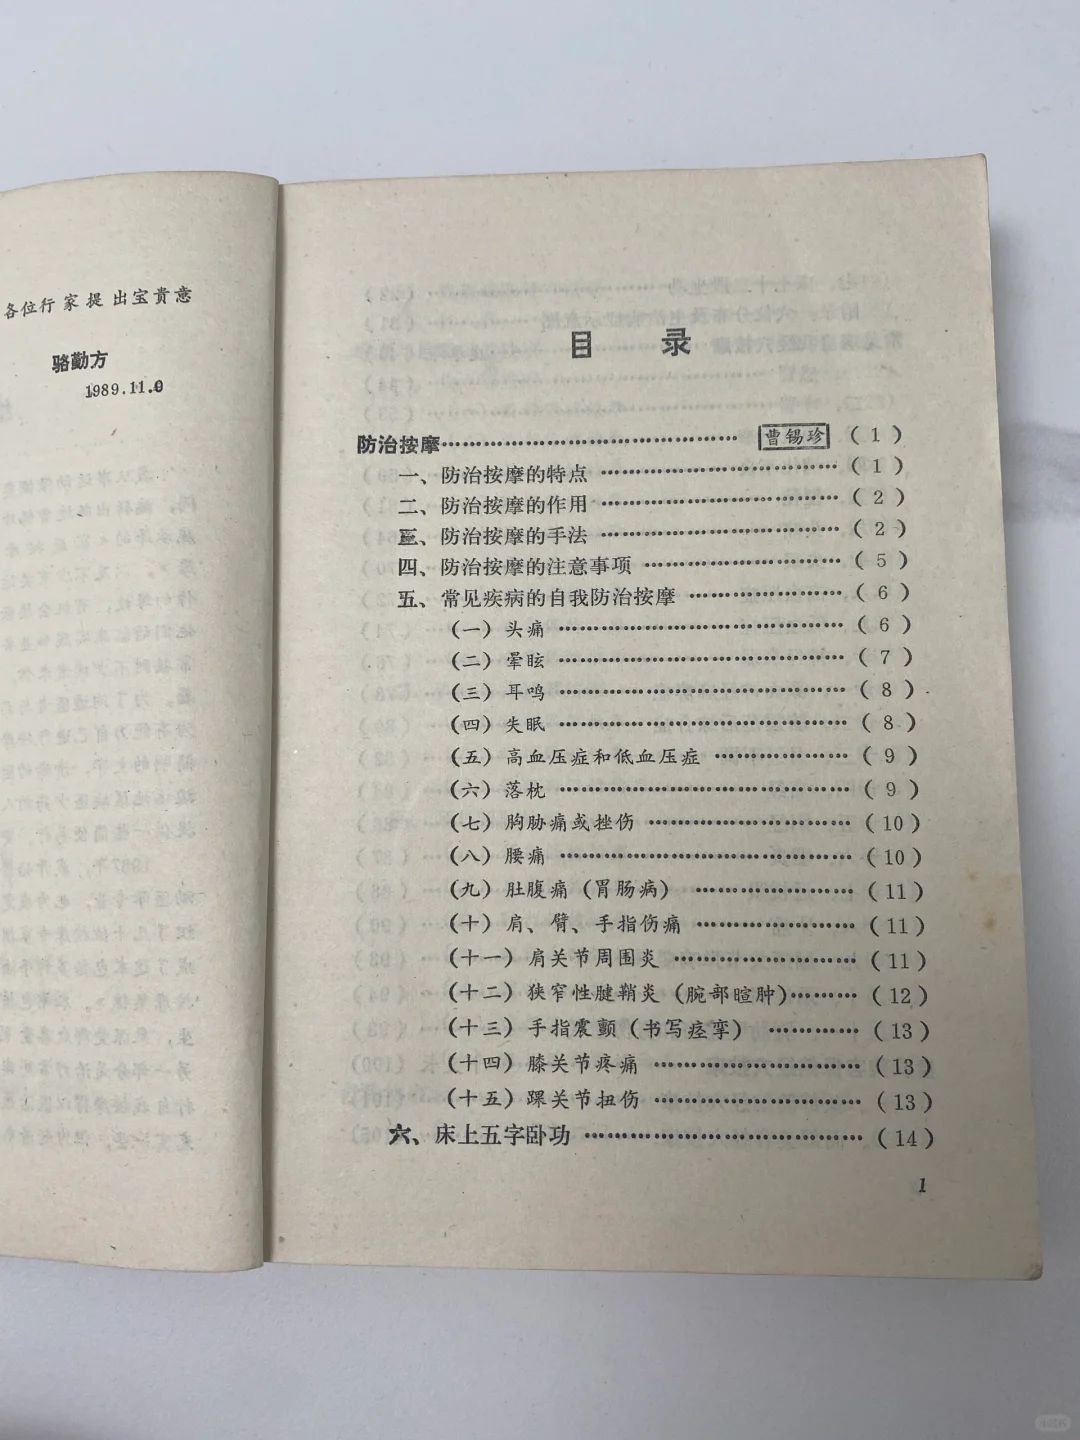 各位行家提出宝貴意
骆勤方
1989.11.9
目 录
防治按摩…………………………………… 曹锡珍 (1)
一、防治按摩的特点 …………………………… (1)
二、防治按摩的作用 …………………………… (2)
三、防治按摩的手法 …………………………… (2)
四、防治按摩的注意事项 ……………………… (5)
五、常见疾病的自我防治按摩 ………………… (6)
(一)头痛 ………………………………… (6)
(二)晕眩 ………………………………… (7)
(三)耳鸣 ………………………………… (8)
(四)失眠 ………………………………… (8)
(五)高血压症和低血压症 ……………… (9)
(六)落枕 ………………………………… (9)
(七)胸胁痛或挫伤 ……………………… (10)
(八)腰痛 ………………………………… (10)
(九)肚腹痛(胃肠病) ………………… (11)
(十)肩、臂、手指伤痛 ………………… (11)
(十一)肩关节周围炎 …………………… (11)
(十二)狭窄性腱鞘炎(腕部暄肿)……… (12)
(十三)手指震颤(书写痉挛) ………… (13)
(十四)膝关节疼痛 ……………………… (13)
(十五)踝关节扭伤 ……………………… (13)
六、床上五字卧功 ……………………………… (14)
1
小红书